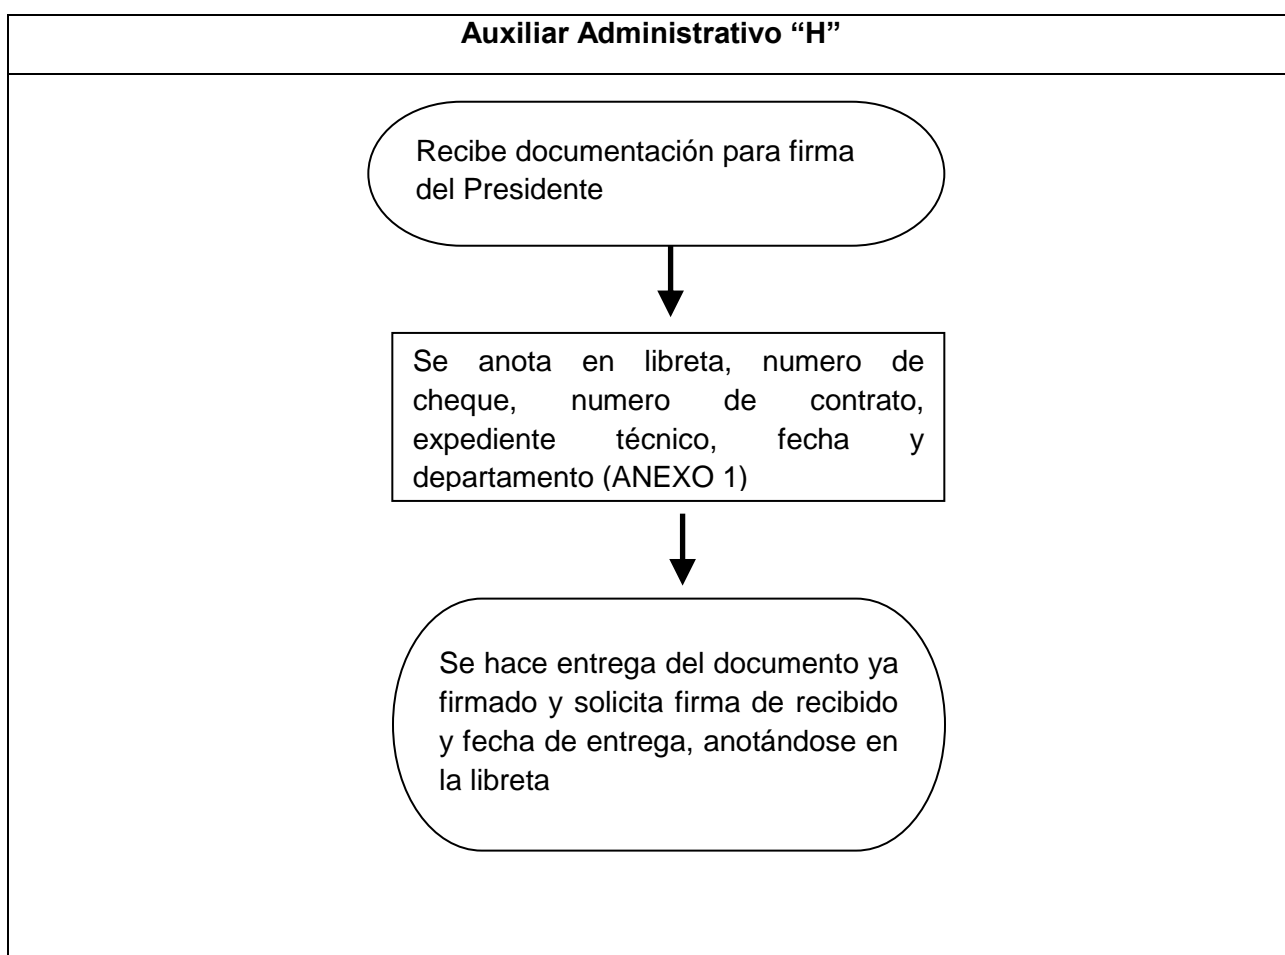 Auxiliar Administrativo “H”
Recibe documentación para firma
del Presidente
Se anota en libreta, numero de
cheque, numero de contrato,
expediente técnico, fecha y
departamento (ANEXO 1)
Se hace entrega del documento ya
firmado y solicita firma de recibido
y fecha de entrega, anotándose en
la libreta